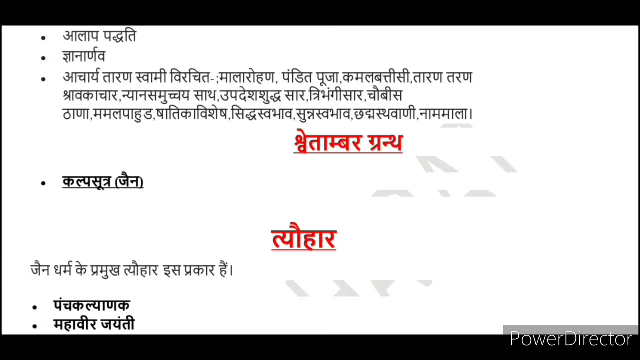 • आलाप पद्धति
• ज्ञानार्णव
• आचार्य तारण स्वामी विरचित-;मालारोहण, पंडित पूजा,कमलबत्तीसी,तारण तरण
श्रावकाचार,न्यानसमुच्चय साथ,उपदेशशुद्ध सार,त्रिभंगीसार,चौबीस
ठाणा,ममलपाहुड,षातिकाविशेष,सिद्धस्वभाव,सुन्नस्वभाव,छद्मस्थवाणी,नाममाला।
श्वेताम्बर ग्रन्थ
• कल्पसूत्र (जैन)
त्यौहार
जैन धर्म के प्रमुख त्यौहार इस प्रकार हैं।
• पंचकल्याणक
• महावीर जयंती
PowerDirector